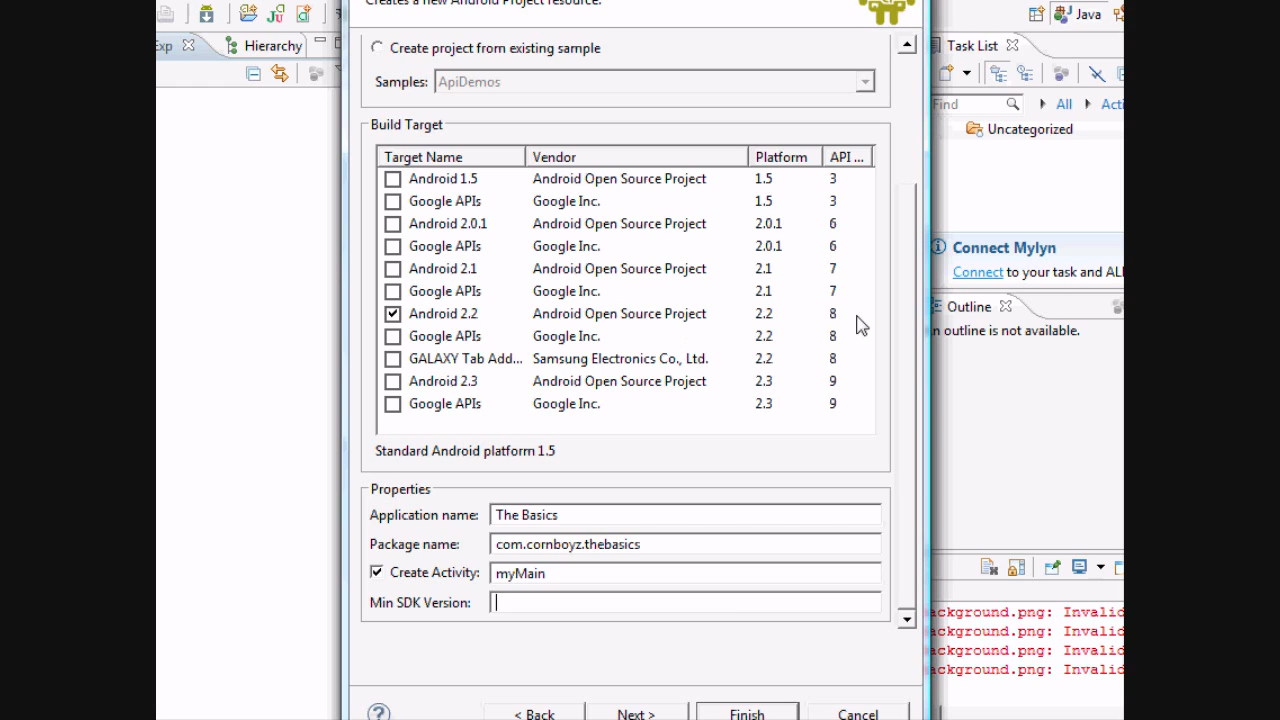 Creates a new Android Project resource.
Java
Exp
Hierarchy
Task List
Create project from existing sample
Samples: ApiDemos
Find
All
Acti
Uncategorized
Build Target
Target Name Vendor Platform API ...
Android 1.5 Android Open Source Project 1.5 3
Google APIs Google Inc. 1.5 3
Android 2.0.1 Android Open Source Project 2.0.1 6
Google APIs Google Inc. 2.0.1 6
Android 2.1 Android Open Source Project 2.1 7
Google APIs Google Inc. 2.1 7
Android 2.2 Android Open Source Project 2.2 8
Google APIs Google Inc. 2.2 8
GALAXY Tab Add... Samsung Electronics Co., Ltd. 2.2 8
Android 2.3 Android Open Source Project 2.3 9
Google APIs Google Inc. 2.3 9
Standard Android platform 1.5
Connect Mylyn
Connect to your task and ALI
Outline
n outline is not available.
Properties
Application name: The Basics
Package name: com.cornboyz.thebasics
Create Activity: myMain
Min SDK Version:
ackground.png: Invalid
ackground.png: Invalid
ackground.png: Invalid
ackground.png: Invalid
< Back Next > Finish Cancel